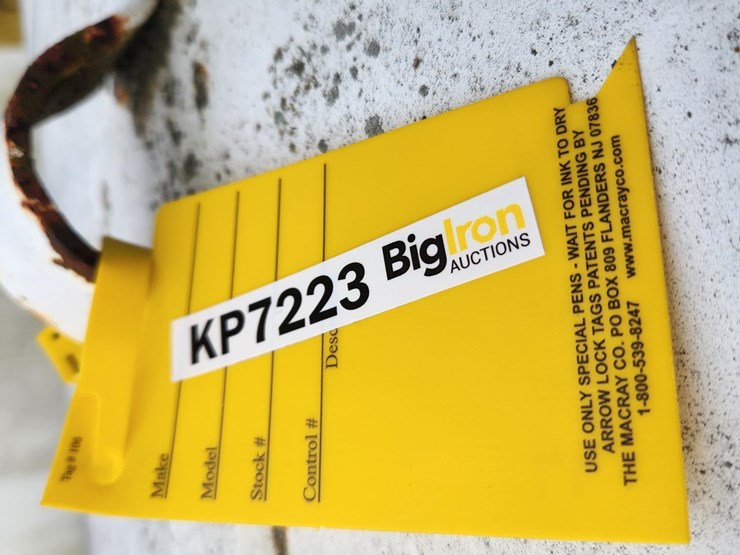 Tag # 106
Make
Model
Stock #
Control #
Desc
KP7223 BigIron
AUCTIONS
USE ONLY SPECIAL PENS - WAIT FOR INK TO DRY
ARROW LOCK TAGS PATENTS PENDING BY
THE MACRAY CO. PO BOX 809 FLANDERS NJ 07836
1-800-539-8247 www.macrayco.com